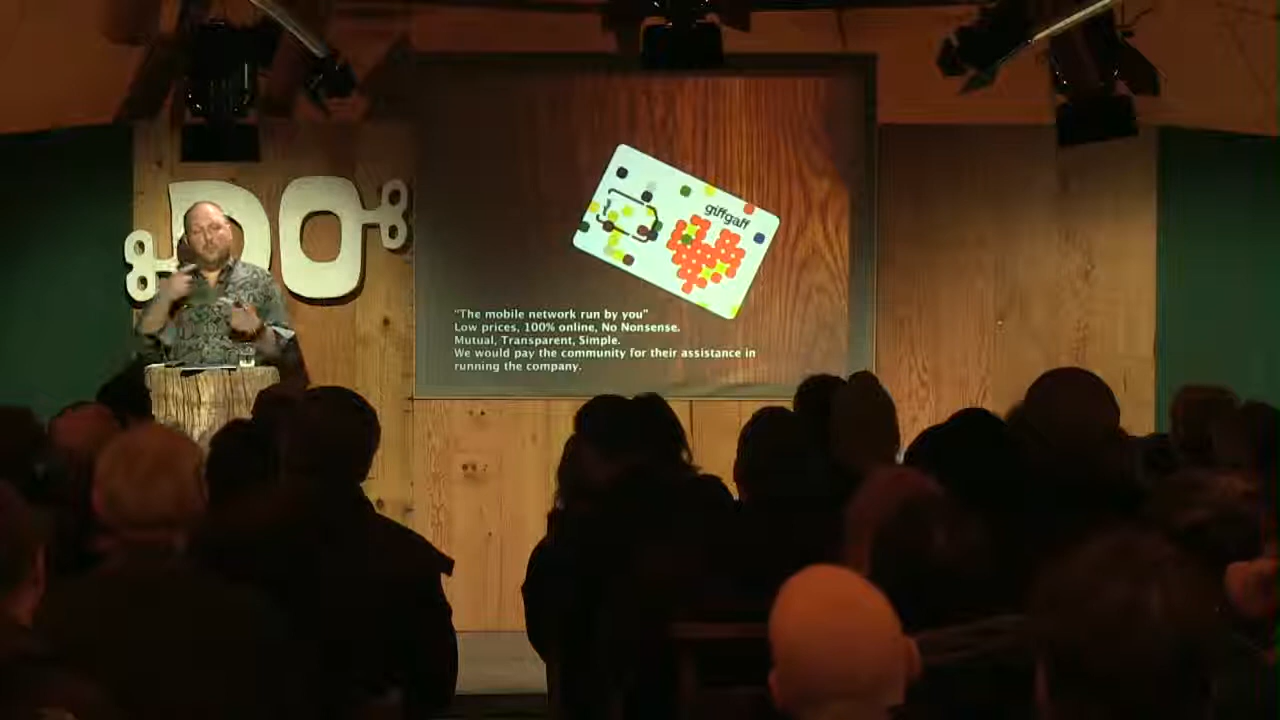 DO
giffgaff
"The mobile network run by you"
Low prices, 100% online, No Nonsense.
Mutual, Transparent, Simple.
We would pay the community for their assistance in
running the company.